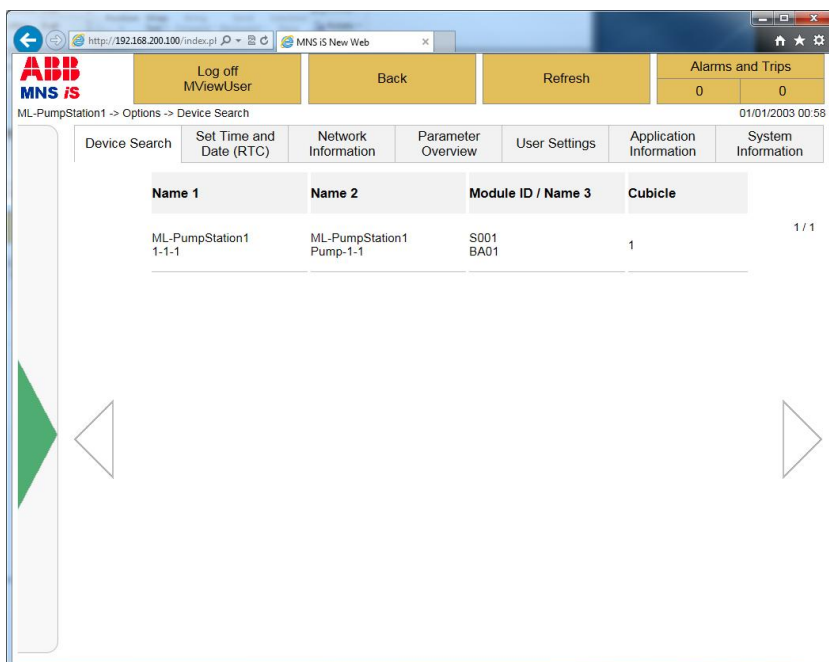 http://192.168.200.100/index.pl
MNS iS New Web
ABB
MNS iS
Log off
MViewUser
Back
Refresh
Alarms and Trips
0 0
ML-PumpStation1 -> Options -> Device Search
01/01/2003 00:58
Device Search
Set Time and
Date (RTC)
Network
Information
Parameter
Overview
User Settings
Application
Information
System
Information
Name 1 Name 2 Module ID / Name 3 Cubicle
ML-PumpStation1 ML-PumpStation1 S001
1-1-1 Pump-1-1 BA01
1
1 / 1